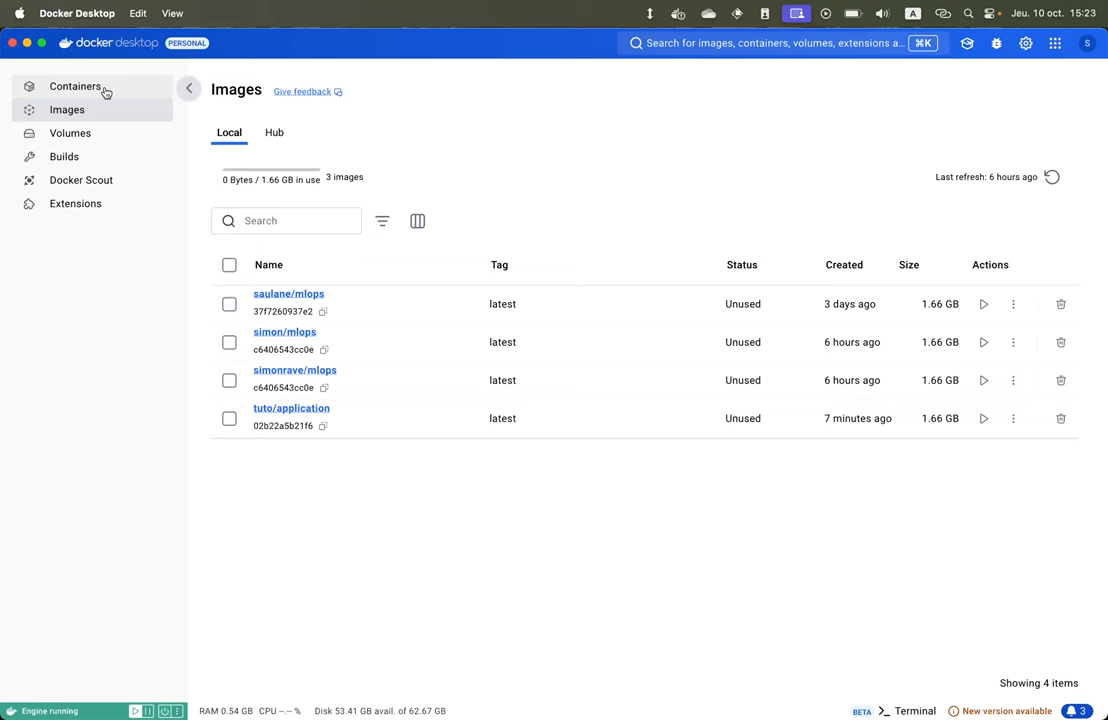 Docker Desktop Edit View A Jeu. 10 oct. 15:23
docker desktop PERSONAL Search for images, containers, volumes, extensions a... ⌘K S
Containers
Images
Volumes
Builds
Docker Scout
Extensions
Images Give feedback
Local Hub
0 Bytes / 1.66 GB in use 3 images Last refresh: 6 hours ago
Search
Name Tag Status Created Size Actions
saulane/mlops latest Unused 3 days ago 1.66 GB
37f7260937e2
simon/mlops latest Unused 6 hours ago 1.66 GB
c6406543cc0e
simonrave/mlops latest Unused 6 hours ago 1.66 GB
c6406543cc0e
tuto/application latest Unused 7 minutes ago 1.66 GB
02b22a5b21f6
Showing 4 items
Engine running RAM 0.54 GB CPU --.-- % Disk 53.41 GB avail. of 62.67 GB BETA >_ Terminal New version available 3